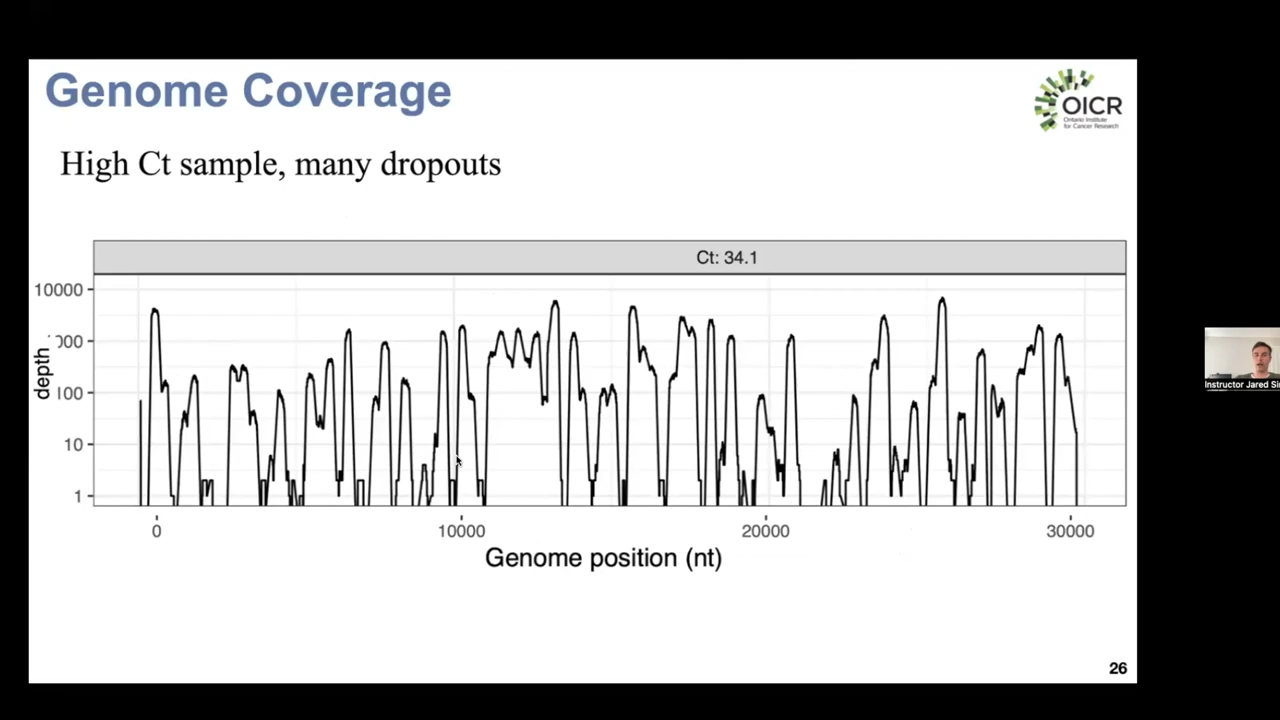 Genome Coverage
OICR
Ontario Institute
for Cancer Research
High Ct sample, many dropouts
Ct: 34.1
10000
100
10
1
depth
0
10000
20000
30000
Genome position (nt)
26
Instructor Jared